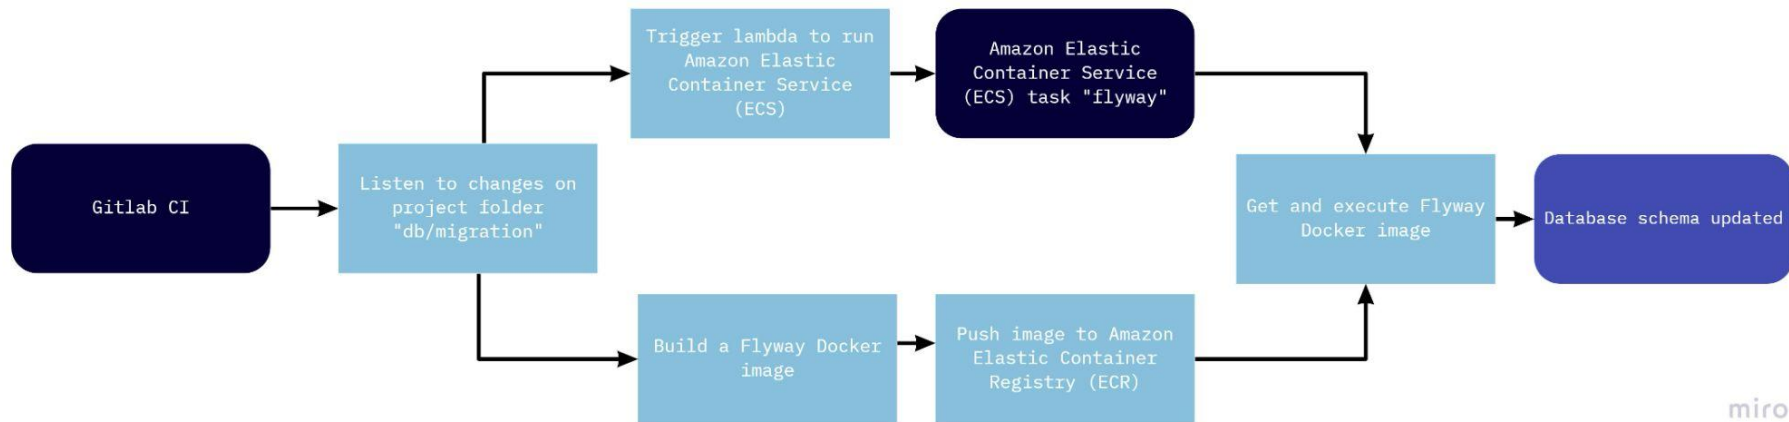 Trigger lambda to run
Amazon Elastic
Container Service
(ECS)
Amazon Elastic
Container Service
(ECS) task "flyway"
Gitlab CI
Listen to changes on
project folder
"db/migration"
Get and execute Flyway
Docker image
Database schema updated
Build a Flyway Docker
image
Push image to Amazon
Elastic Container
Registry (ECR)
miro